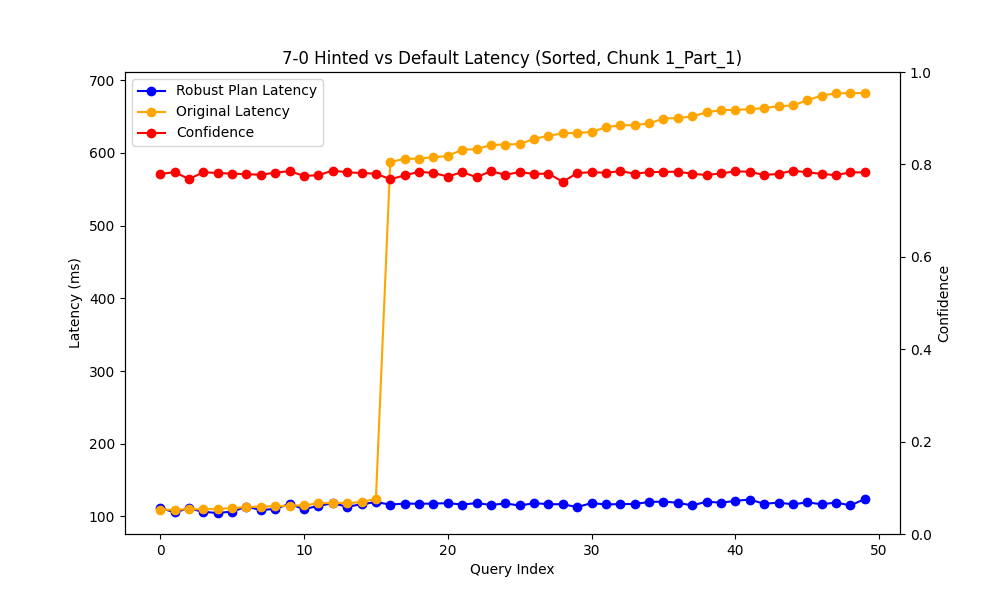 7-0 Hinted vs Default Latency (Sorted, Chunk 1_Part_1)
Robust Plan Latency
Original Latency
Confidence
700
600
500
400
300
200
100
Latency (ms)
1.0
0.8
0.6
0.4
0.2
0.0
Confidence
0 10 20 30 40 50
Query Index